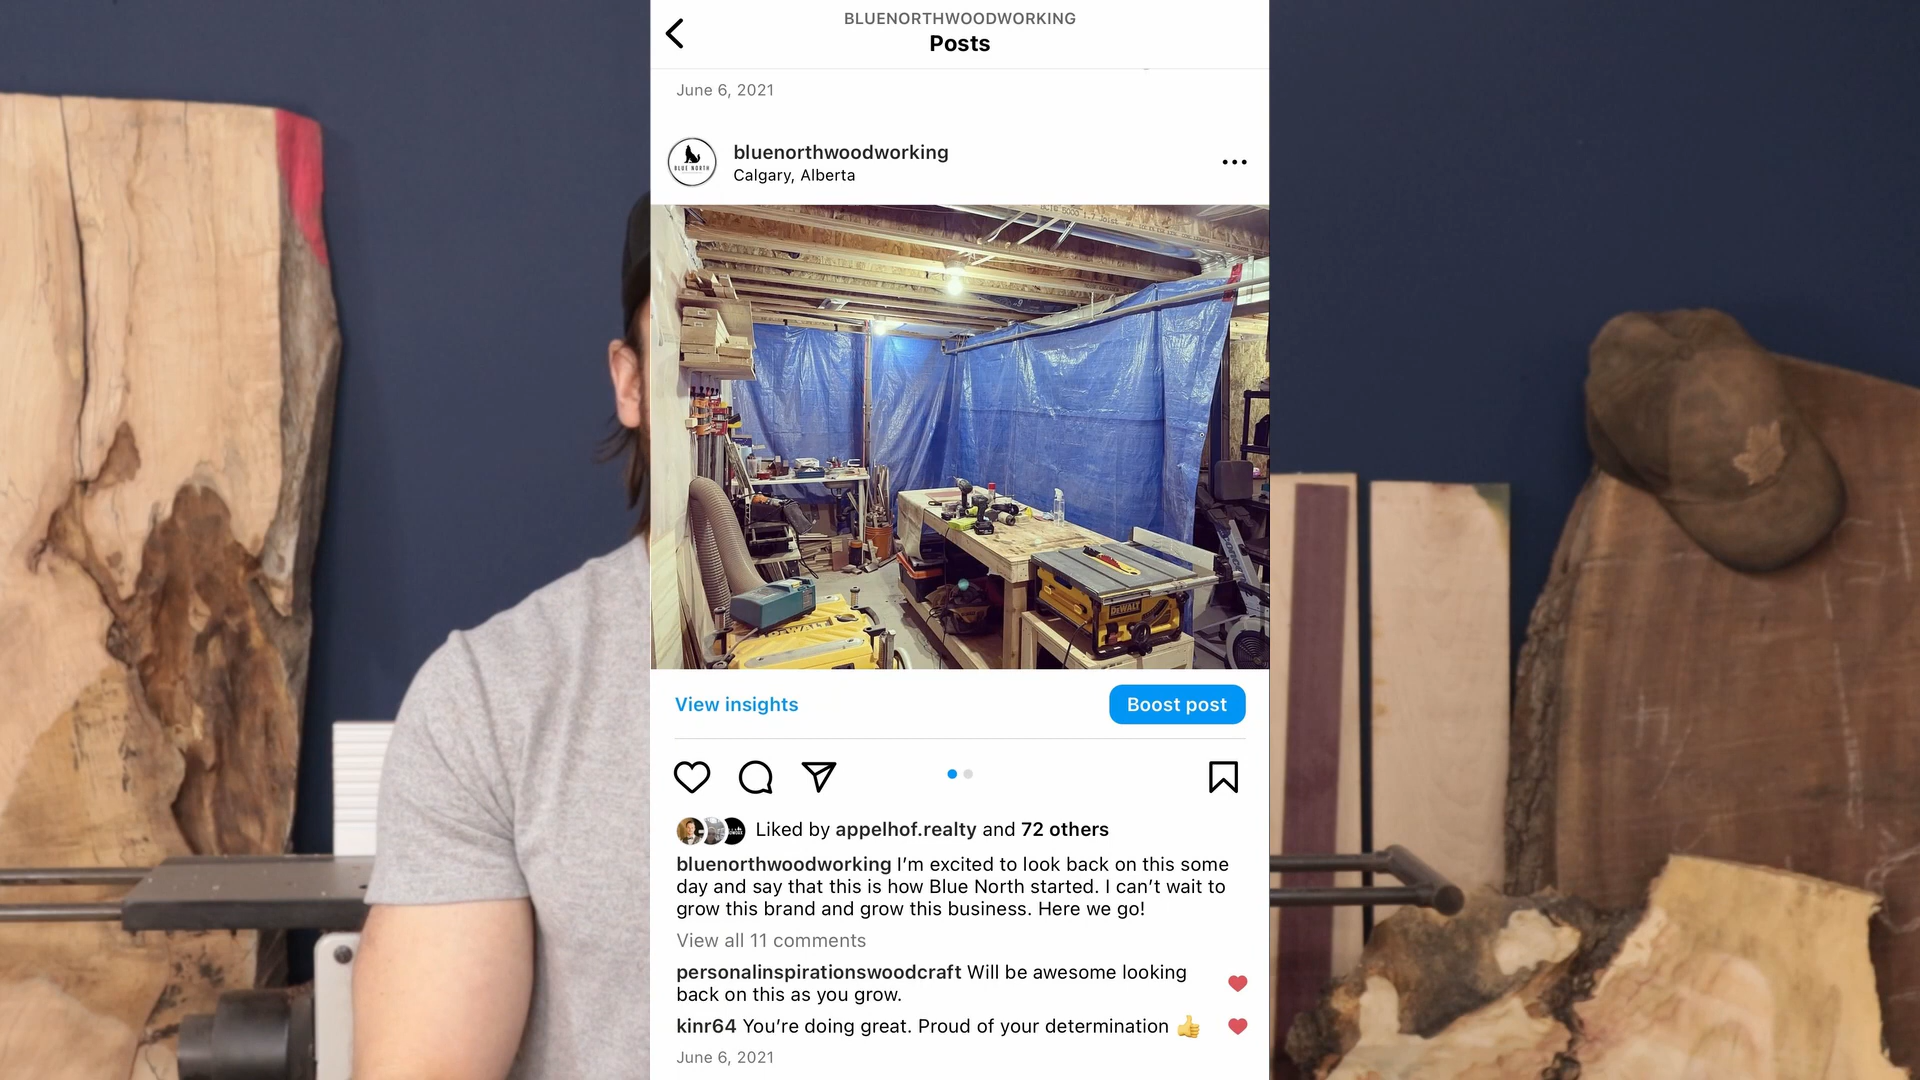 BLUENORTHWOODWORKING
Posts
June 6, 2021
bluenorthwoodworking
Calgary, Alberta
BLUE NORTH
DEWALT
DEWALT
View insights
Boost post
Liked by appelhof.realty and 72 others
bluenorthwoodworking I’m excited to look back on this some
day and say that this is how Blue North started. I can’t wait to
grow this brand and grow this business. Here we go!
View all 11 comments
personalinspirationswoodcraft Will be awesome looking
back on this as you grow.
kinr64 You’re doing great. Proud of your determination 👍
June 6, 2021